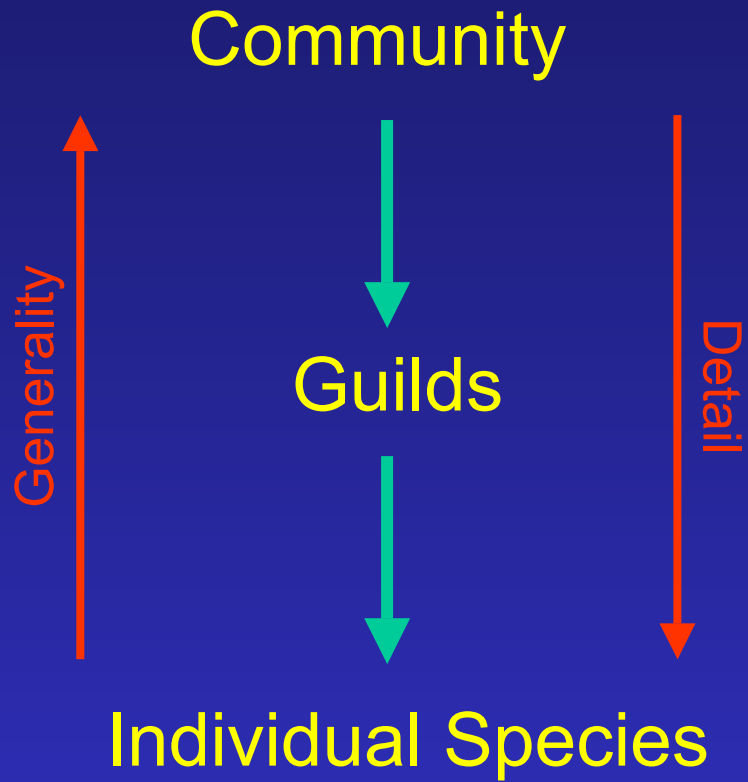 Community
Generality
Detail
Guilds
Individual Species